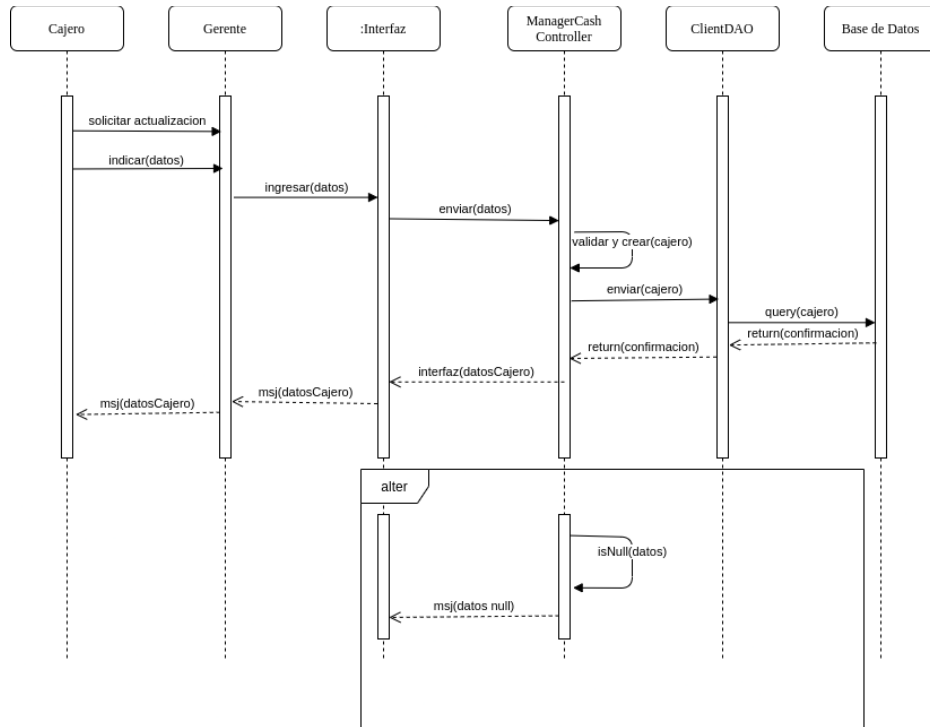 Cajero
Gerente
:Interfaz
ManagerCash
Controller
ClientDAO
Base de Datos
solicitar actualizacion
indicar(datos)
ingresar(datos)
enviar(datos)
validar y crear(cajero)
enviar(cajero)
query(cajero)
return(confirmacion)
return(confirmacion)
interfaz(datosCajero)
msj(datosCajero)
msj(datosCajero)
alter
isNull(datos)
msj(datos null)